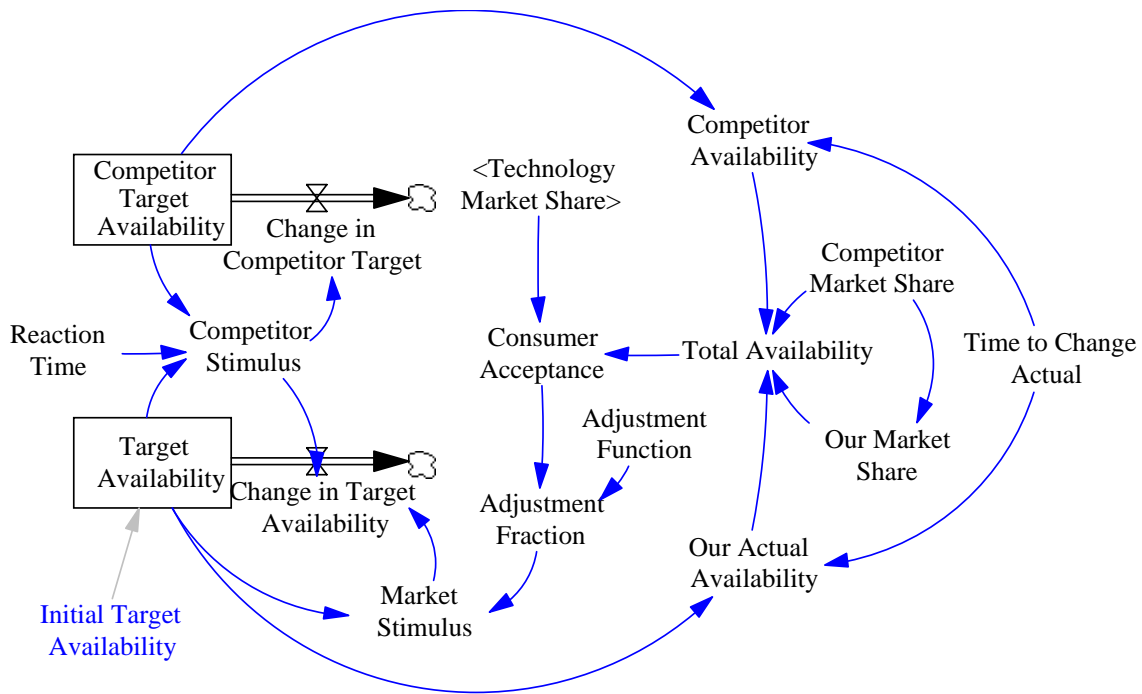 Competitor
Availability
Competitor
Target
Availability
<Technology
Market Share>
Change in
Competitor Target
Competitor
Market Share
Reaction
Time
Competitor
Stimulus
Consumer
Acceptance
Total Availability
Time to Change
Actual
Target
Availability
Adjustment
Function
Our Market
Share
Change in Target
Availability
Adjustment
Fraction
Our Actual
Availability
Initial Target
Availability
Market
Stimulus